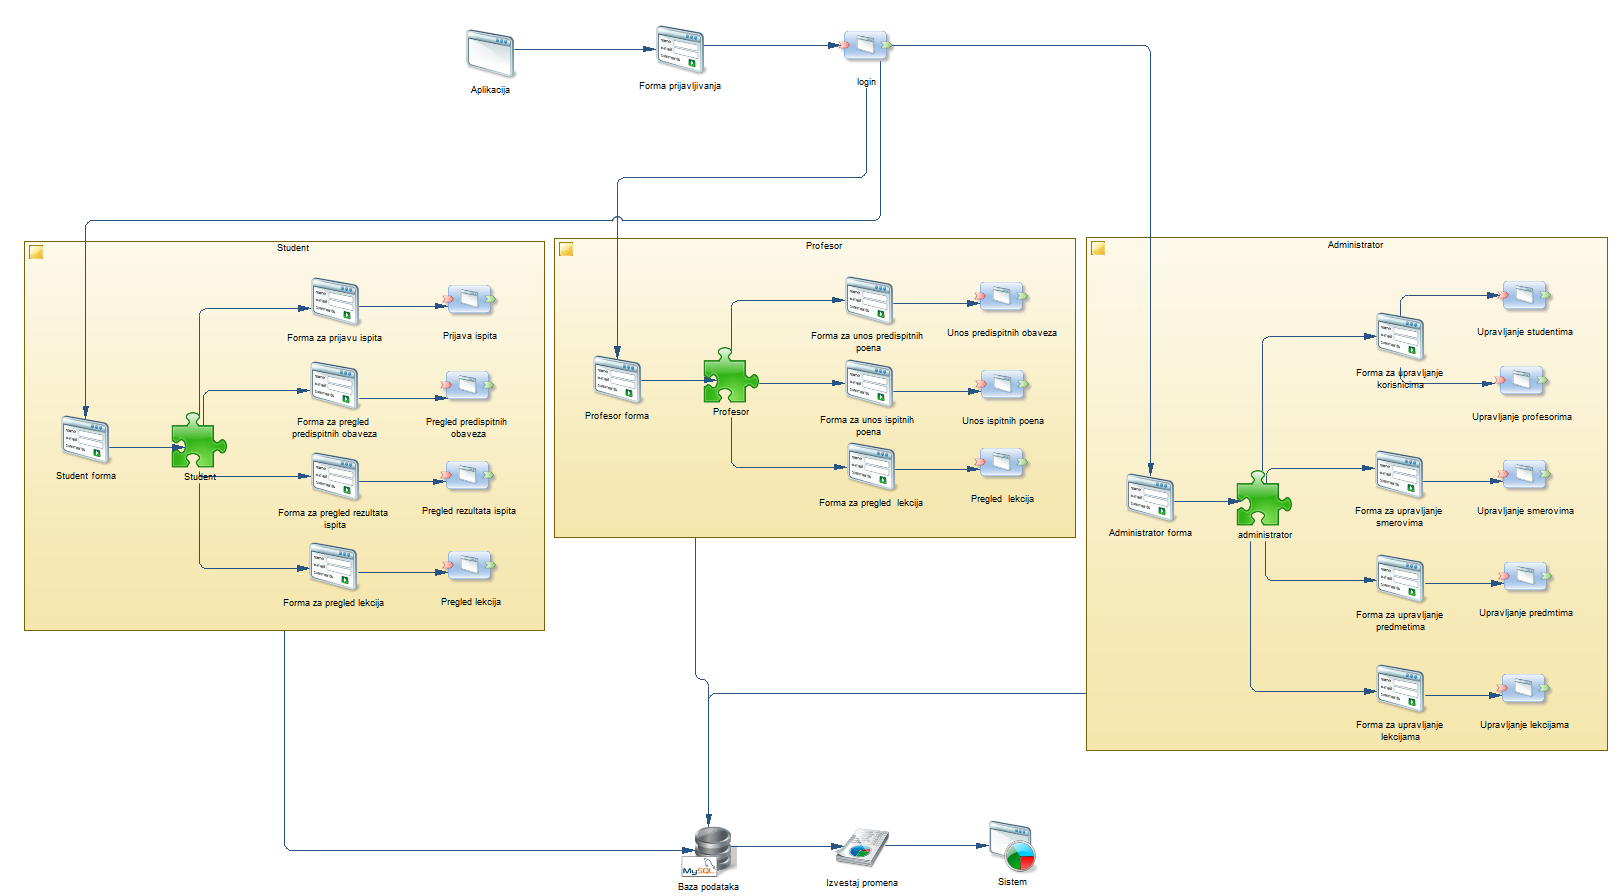 Aplikacija
Forma prijavljivanja
login
Student
Forma za prijavu ispita
Prijava ispita
Forma za pregled
predispitnih obaveza
Pregled predispitnih
obaveza
Student forma
Student
Forma za pregled rezultata
ispita
Pregled rezultata ispita
Forma za pregled lekcija
Pregled lekcija
Profesor
Forma za unos predispitnih
poena
Unos predispitnih obaveza
Profesor forma
Profesor
Forma za unos ispitnih
poena
Unos ispitnih poena
Forma za pregled lekcija
Pregled lekcija
Administrator
Upravljanje studentima
Forma za upravljanje
korisnicima
Upravljanje profesorima
Administrator forma
administrator
Forma za upravljanje
smerovima
Upravljanje smerovima
Forma za upravljanje
predmetima
Upravljanje predmtima
Forma za upravljanje
lekcijama
Upravljanje lekcijama
MySQL
Baza podataka
Izvestaj promena
Sistem